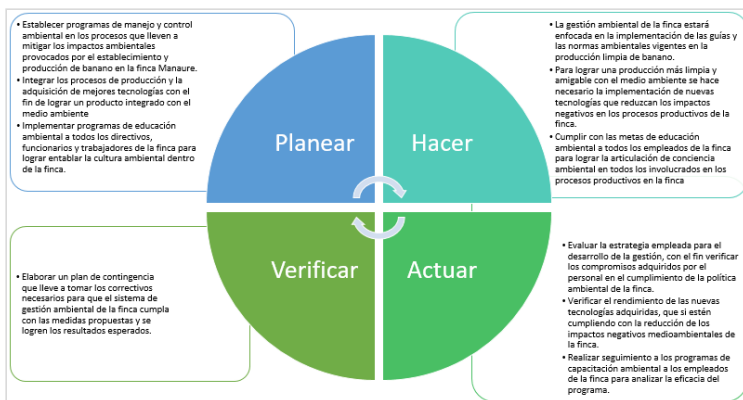 • Establecer programas de manejo y control
ambiental en los procesos que lleven a
mitigar los impactos ambientales
provocados por el establecimiento y
producción de banano en la finca Manaure.
• Integrar los procesos de producción y la
adquisición de mejores tecnologías con el
fin de lograr un producto integrado con el
medio ambiente
• Implementar programas de educación
ambiental a todos los directivos,
funcionarios y trabajadores de la finca para
lograr entablar la cultura ambiental dentro
de la finca.
Planear
Hacer
• La gestión ambiental de la finca estará
enfocada en la implementación de las guías y
las normas ambientales vigentes en la
producción limpia de banano.
• Para lograr una producción más limpia y
amigable con el medio ambiente se hace
necesario la implementación de nuevas
tecnologías que reduzcan los impactos
negativos en los procesos productivos de la
finca.
• Cumplir con las metas de educación
ambiental a todos los empleados de la finca
para lograr la articulación de conciencia
ambiental en todos los involucrados en los
procesos productivos en la finca
• Elaborar un plan de contingencia
que lleve a tomar los correctivos
necesarios para que el sistema de
gestión ambiental de la finca cumpla
con las medidas propuestas y se
logren los resultados esperados.
Verificar
Actuar
• Evaluar la estrategia empleada para el
desarrollo de la gestión, con el fin verificar
los compromisos adquiridos por el
personal en el cumplimiento de la política
ambiental de la finca.
• Verificar el rendimiento de las nuevas
tecnologías adquiridas, que si estén
cumpliendo con la reducción de los
impactos negativos medioambientales de
la finca.
• Realizar seguimiento a los programas de
capacitación ambiental a los empleados
de la finca para analizar la eficacia del
programa.